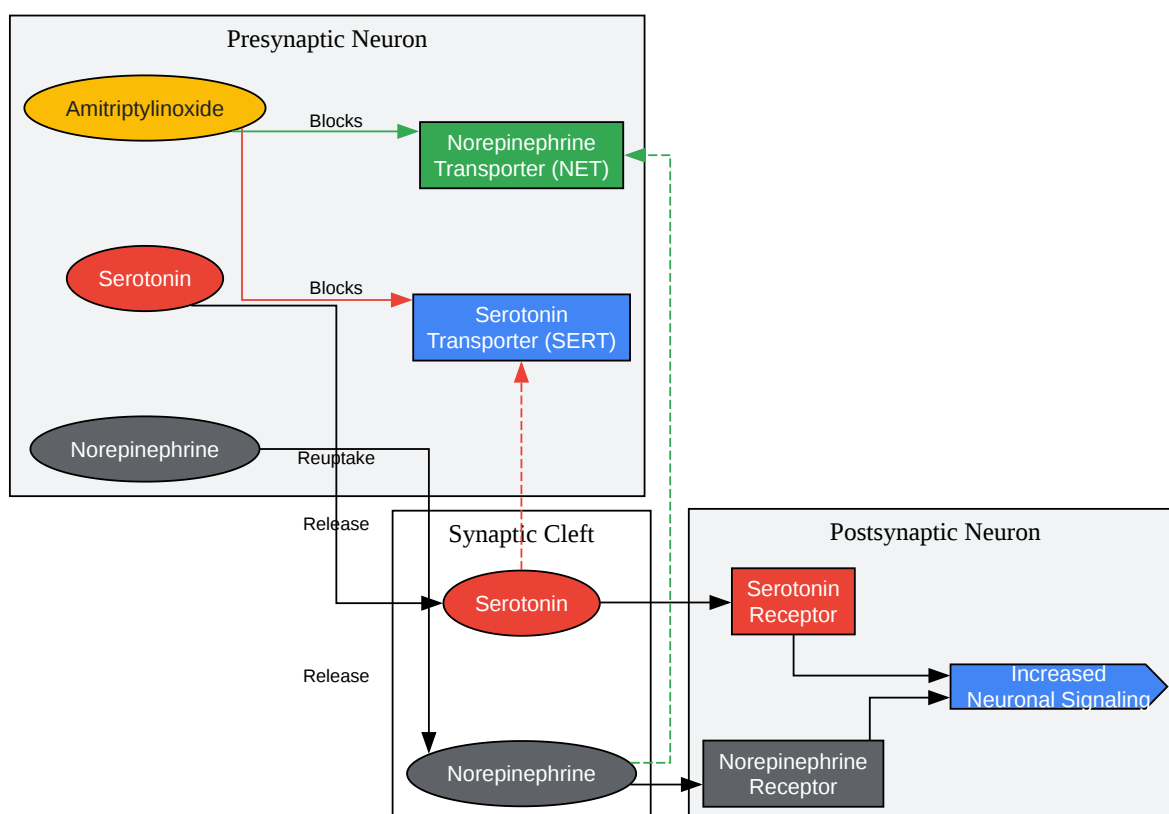 Presynaptic Neuron
Amitriptylinoxide
Blocks
Norepinephrine
Transporter (NET)
Serotonin
Blocks
Serotonin
Transporter (SERT)
Norepinephrine
Reuptake
Release
Synaptic Cleft
Postsynaptic Neuron
Serotonin
Serotonin
Receptor
Release
Increased
Neuronal Signaling
Norepinephrine
Norepinephrine
Receptor